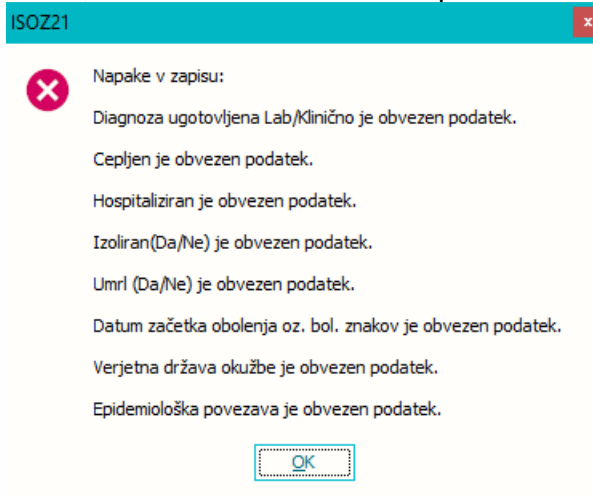 ISOZ21
x
Napake v zapisu:
Diagnoza ugotovljena Lab/Klinično je obvezen podatek.
Cepljen je obvezen podatek.
Hospitaliziran je obvezen podatek.
Izoliran(Da/Ne) je obvezen podatek.
Umrl (Da/Ne) je obvezen podatek.
Datum začetka obolenja oz. bol. znakov je obvezen podatek.
Verjetna država okužbe je obvezen podatek.
Epidemiološka povezava je obvezen podatek.
OK